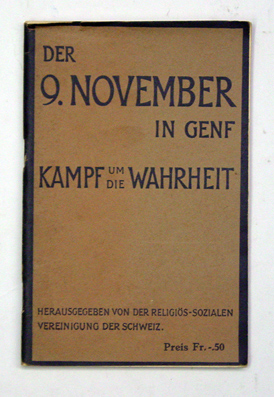 DER
9. NOVEMBER
IN GENF
KAMPF UM DIE WAHRHEIT
HERAUSGEGEBEN VON DER RELIGIÖS-SOZIALEN
VEREINIGUNG DER SCHWEIZ.
Preis Fr.-.50